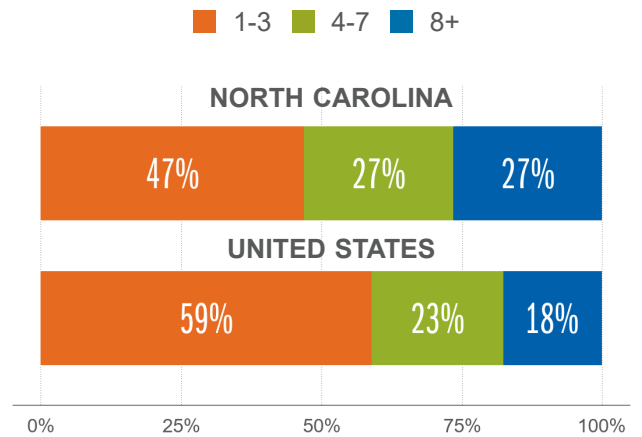 1-3 4-7 8+
NORTH CAROLINA
47% 27% 27%
UNITED STATES
59% 23% 18%
0% 25% 50% 75% 100%